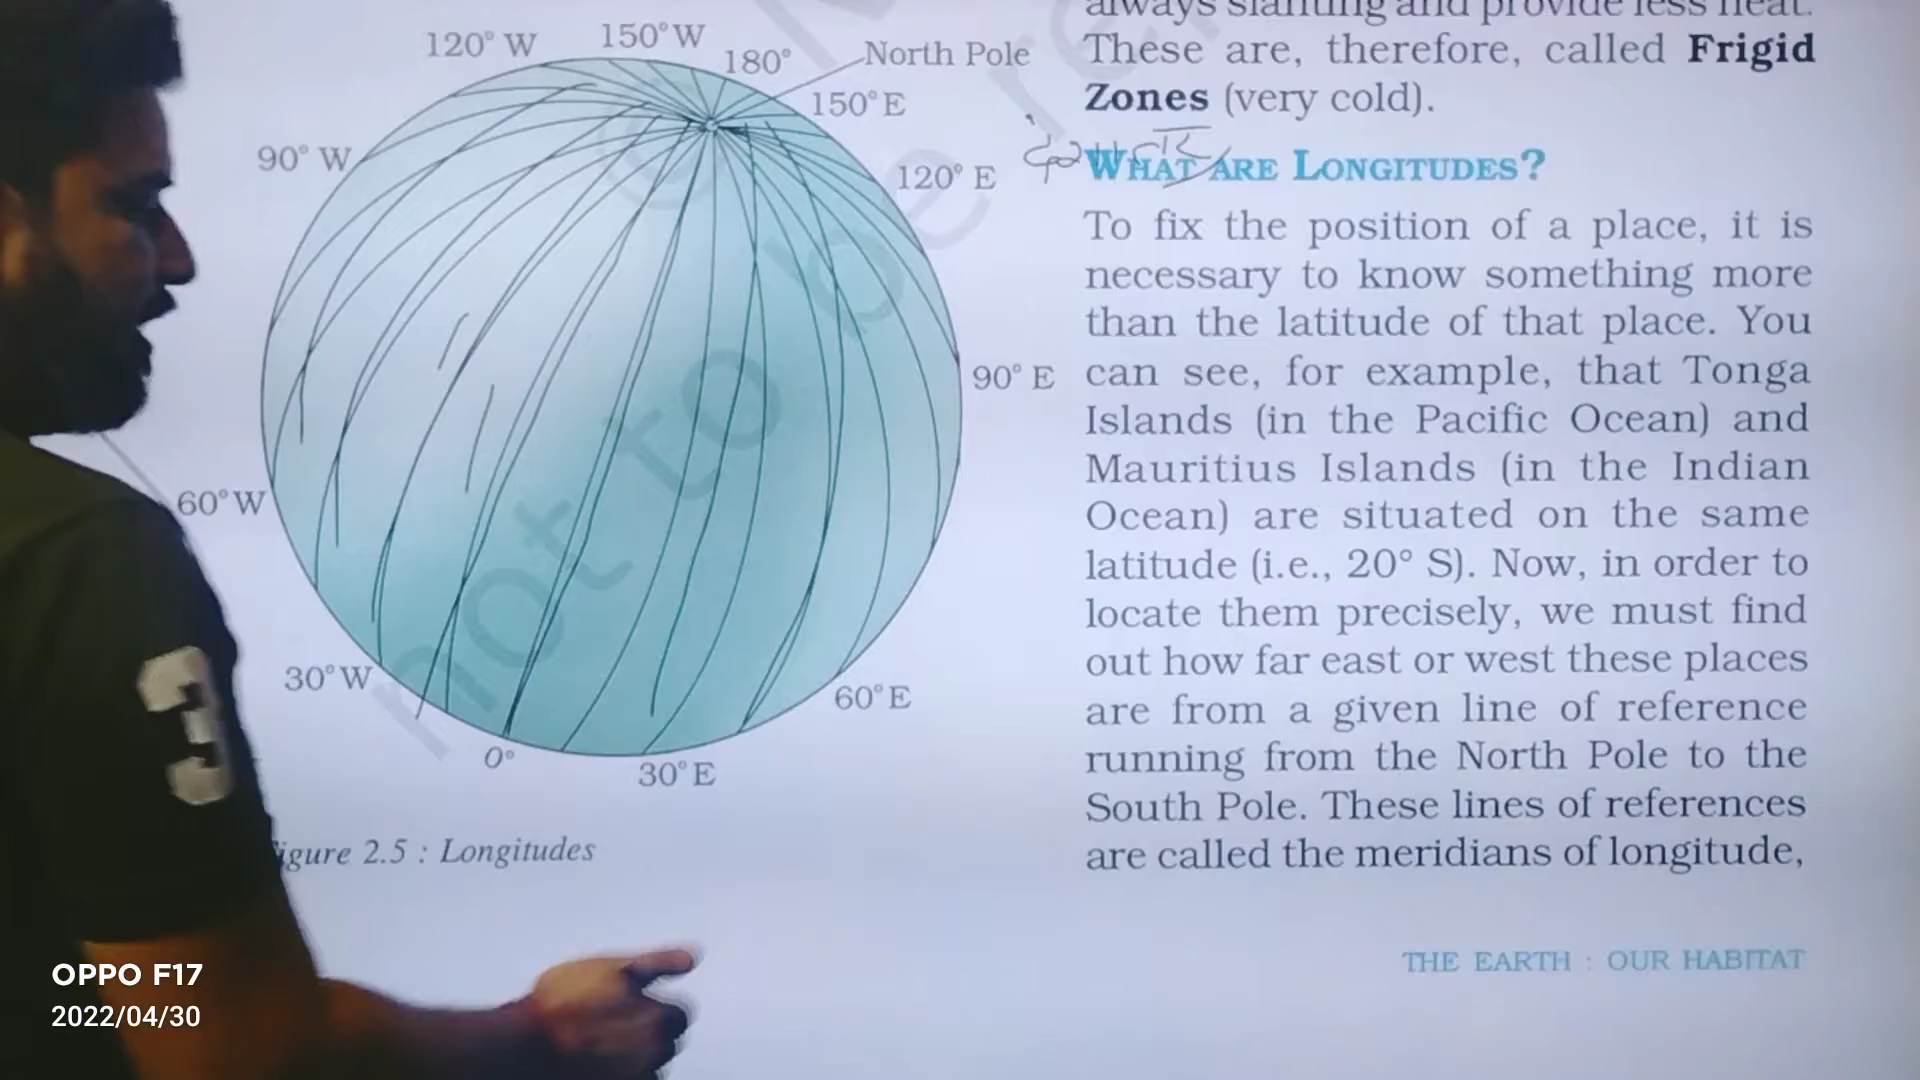 120° W
150° W
180°
North Pole
150° E
90° W
120° E
90° E
60° W
30° W
60° E
0°
30° E
igure 2.5 : Longitudes
always slanting and provide less heat.
These are, therefore, called Frigid
Zones (very cold).
WHAT ARE LONGITUDES?
To fix the position of a place, it is
necessary to know something more
than the latitude of that place. You
can see, for example, that Tonga
Islands (in the Pacific Ocean) and
Mauritius Islands (in the Indian
Ocean) are situated on the same
latitude (i.e., 20° S). Now, in order to
locate them precisely, we must find
out how far east or west these places
are from a given line of reference
running from the North Pole to the
South Pole. These lines of references
are called the meridians of longitude,
THE EARTH : OUR HABITAT
not to be re
3
OPPO F17
2022/04/30